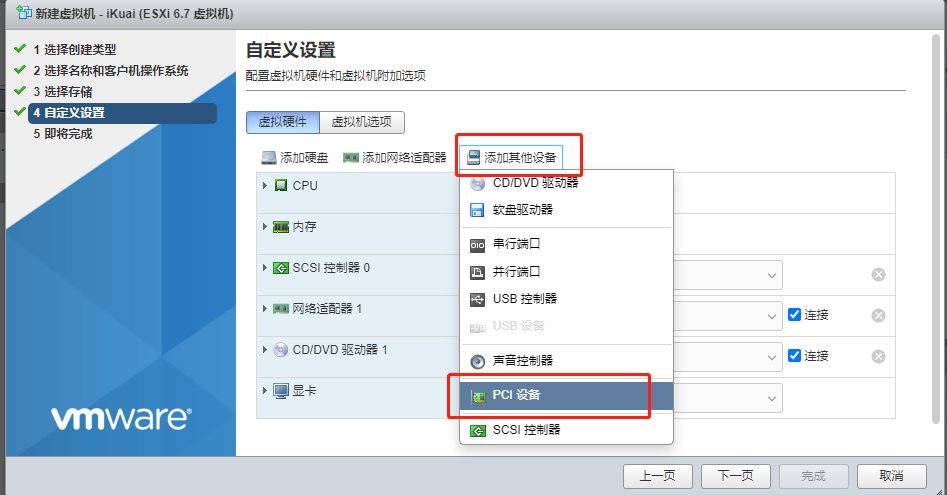 新建虚拟机 - iKuai (ESXi 6.7 虚拟机)
1 选择创建类型
2 选择名称和客户机操作系统
3 选择存储
4 自定义设置
5 即将完成
自定义设置
配置虚拟机硬件和虚拟机附加选项
虚拟硬件 虚拟机选项
添加硬盘 添加网络适配器 添加其他设备
CPU
内存
SCSI 控制器 0
网络适配器 1 连接
CD/DVD 驱动器 1 连接
显卡
CD/DVD 驱动器
软盘驱动器
串行端口
并行端口
USB 控制器
USB 设备
声音控制器
PCI 设备
SCSI 控制器
vmware®
上一页 下一页 完成 取消